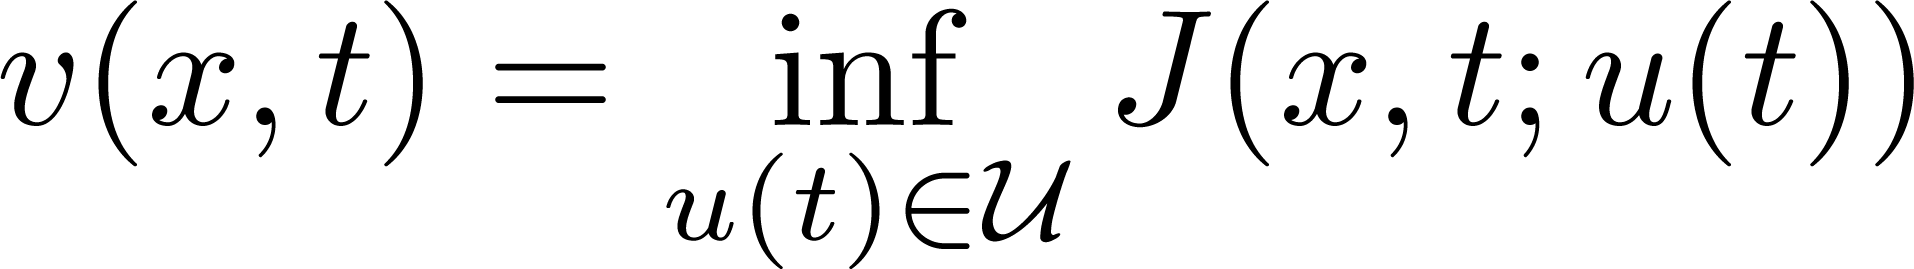 v(x, t) = inf J(x, t; u(t))
u(t)∈𝒰